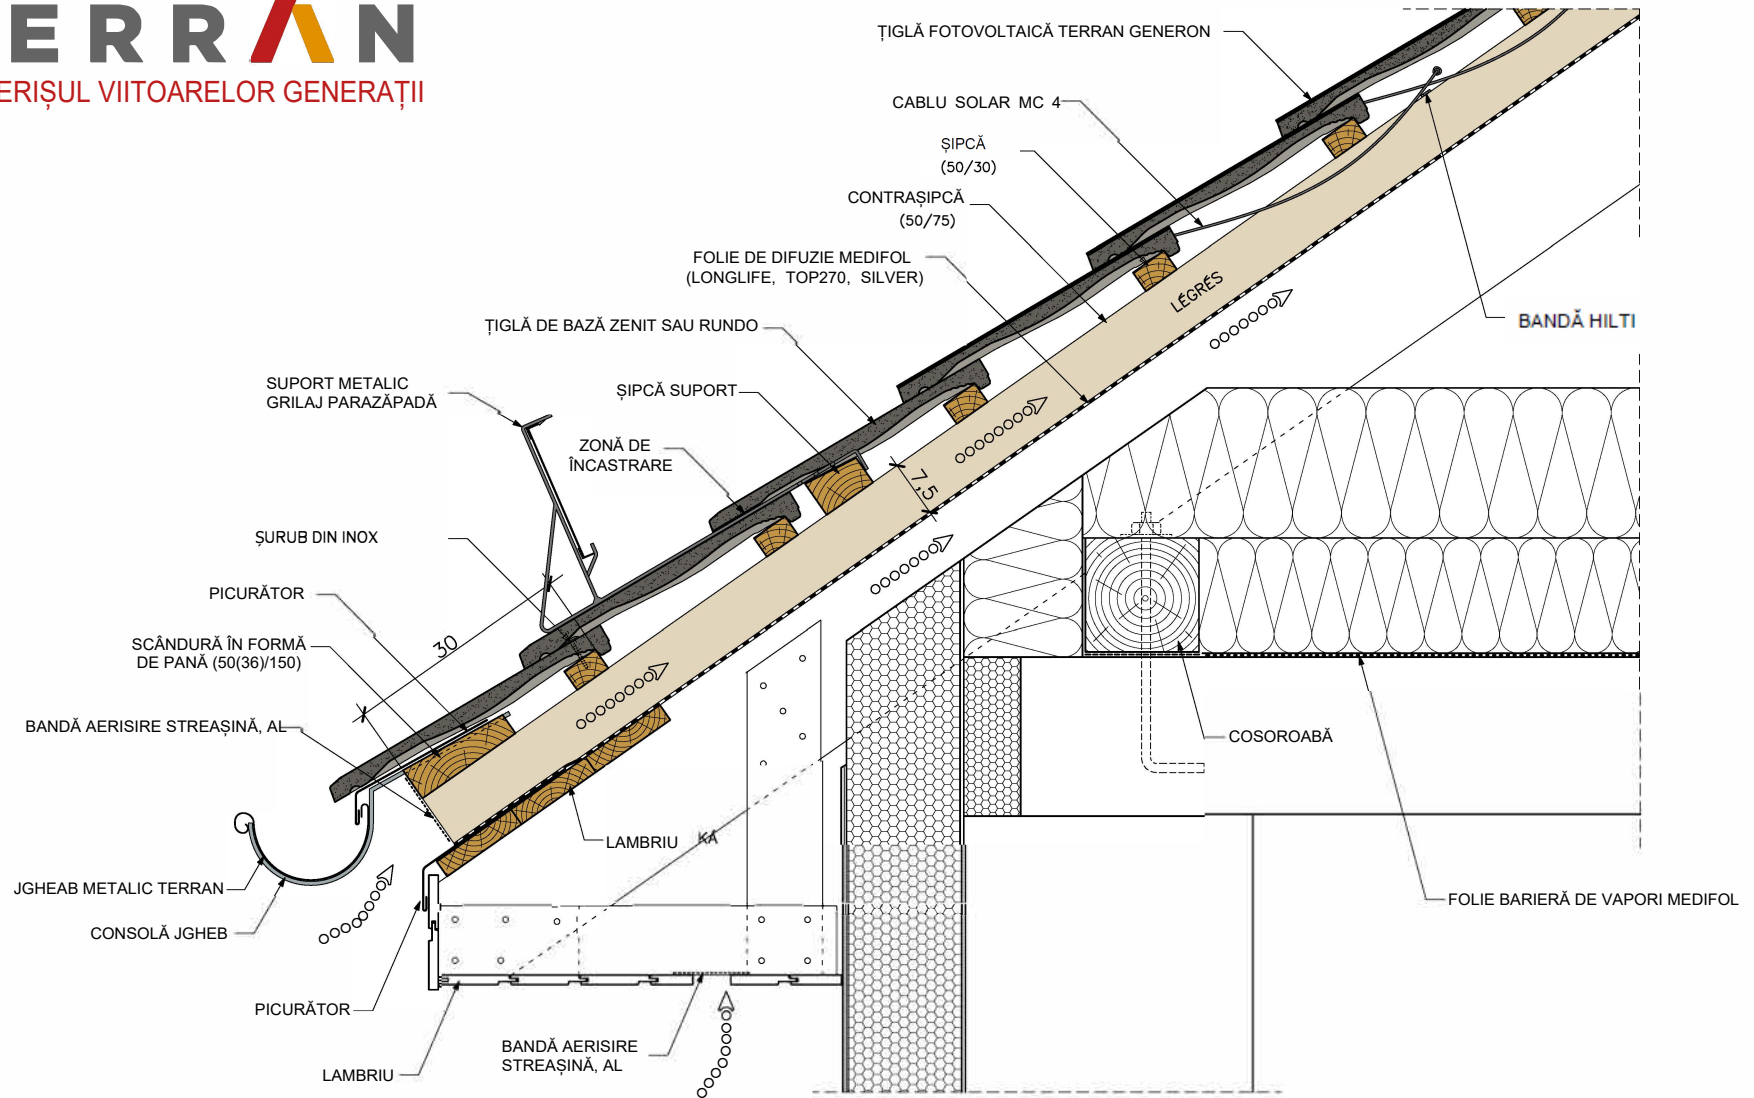 ERRAN
ERIȘUL VIITOARELOR GENERAȚII
ȚIGLĂ FOTOVOLTAICĂ TERRAN GENERON
CABLU SOLAR MC 4
ȘIPCĂ
(50/30)
CONTRAȘIPCĂ
(50/75)
FOLIE DE DIFUZIE MEDIFOL
(LONGLIFE, TOP270, SILVER)
LÉGRÉS
BANDĂ HILTI
ȚIGLĂ DE BAZĂ ZENIT SAU RUNDO
SUPORT METALIC
GRILAJ PARAZĂPADĂ
ȘIPCĂ SUPORT
ZONĂ DE
ÎNCASTRARE
7,5
ȘURUB DIN INOX
PICURĂTOR
30
SCÂNDURĂ ÎN FORMĂ
DE PANĂ (50(36)/150)
BANDĂ AERISIRE STREAȘINĂ, AL
COSOROABĂ
LAMBRIU
KÁ
JGHEAB METALIC TERRAN
CONSOLĂ JGHEB
FOLIE BARIERĂ DE VAPORI MEDIFOL
PICURĂTOR
BANDĂ AERISIRE
STREAȘINĂ, AL
LAMBRIU